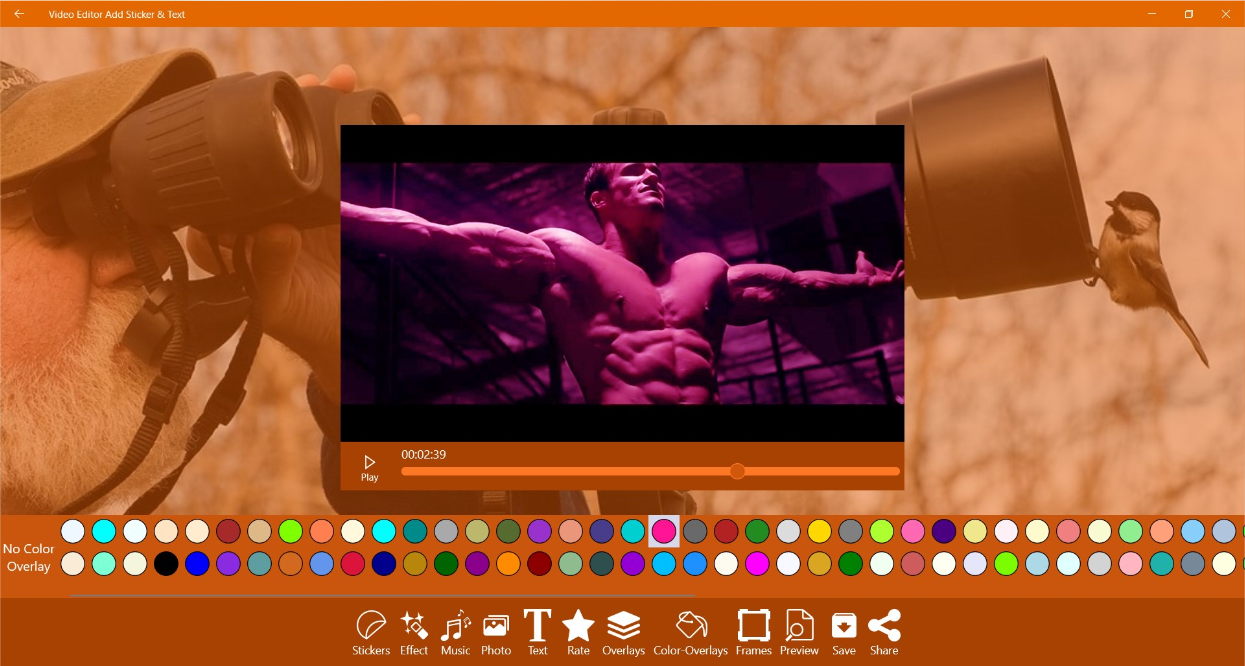 Video Editor Add Sticker & Text
00:02:39
Play
No Color
Overlay
Stickers Effect Music Photo Text Rate Overlays Color-Overlays Frames Preview Save Share